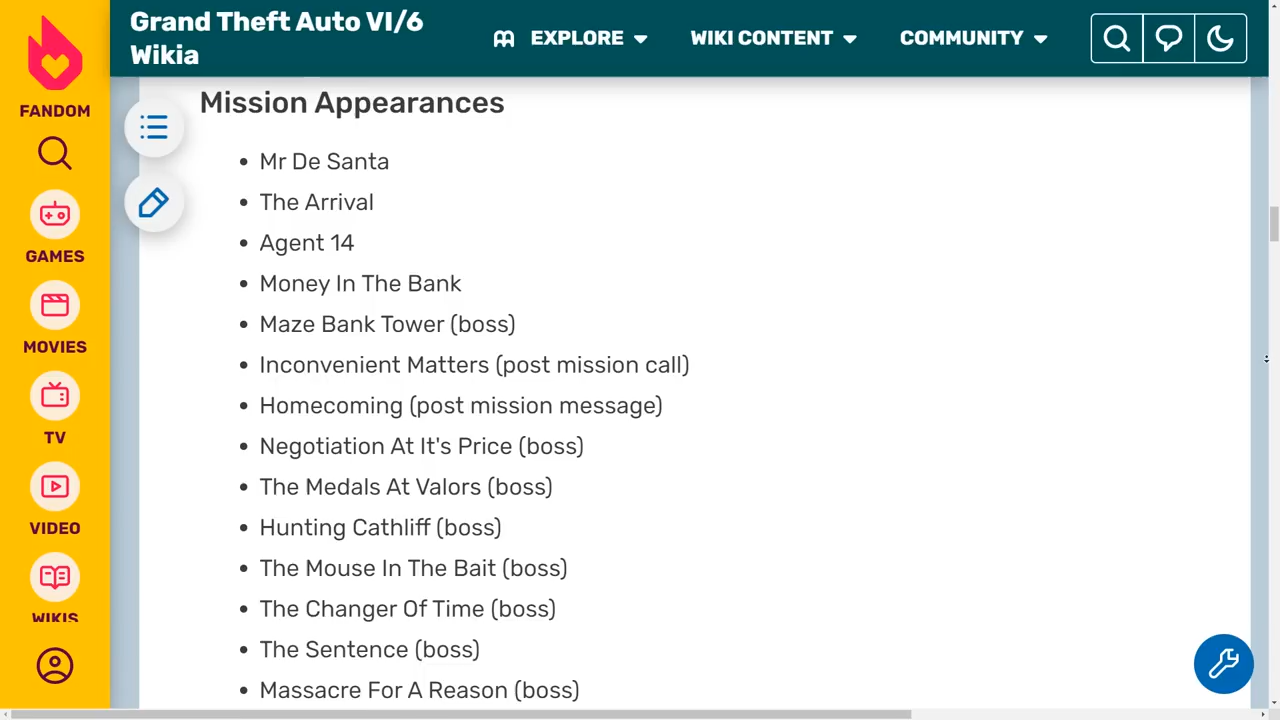 Grand Theft Auto VI/6
Wikia
EXPLORE
WIKI CONTENT
COMMUNITY
FANDOM
GAMES
MOVIES
TV
VIDEO
WIKIS
Mission Appearances
Mr De Santa
The Arrival
Agent 14
Money In The Bank
Maze Bank Tower (boss)
Inconvenient Matters (post mission call)
Homecoming (post mission message)
Negotiation At It's Price (boss)
The Medals At Valors (boss)
Hunting Cathliff (boss)
The Mouse In The Bait (boss)
The Changer Of Time (boss)
The Sentence (boss)
Massacre For A Reason (boss)